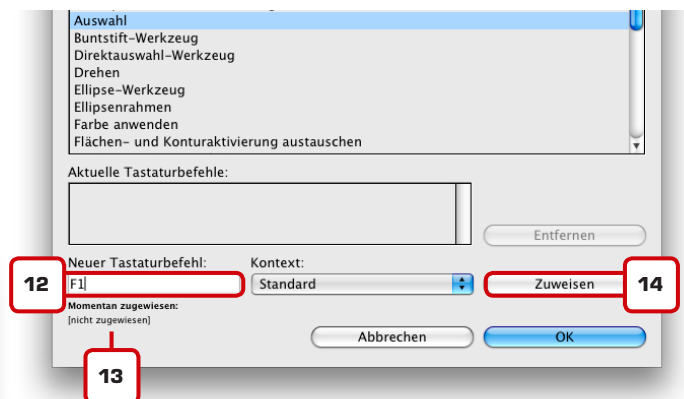 Auswahl
Buntstift-Werkzeug
Direktauswahl-Werkzeug
Drehen
Ellipse-Werkzeug
Ellipsenrahmen
Farbe anwenden
Flächen- und Konturaktivierung austauschen
Aktuelle Tastaturbefehle:
Entfernen
Neuer Tastaturbefehl: Kontext:
12 F1 Standard Zuweisen 14
Momentan zugewiesen:
[nicht zugewiesen]
Abbrechen OK
13